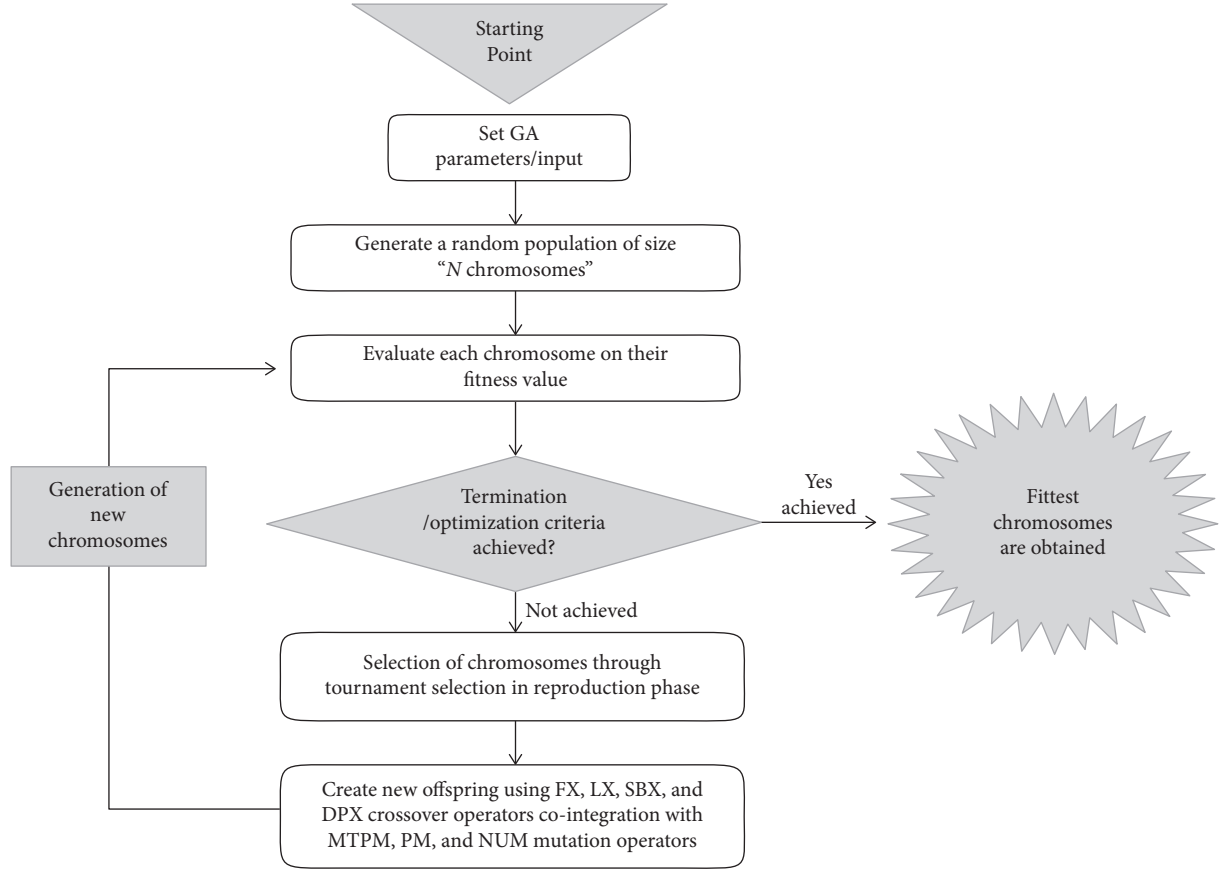 Starting
Point
Set GA
parameters/input
Generate a random population of size
“N chromosomes”
Evaluate each chromosome on their
fitness value
Generation of
new
chromosomes
Termination
/optimization criteria
achieved?
Yes
achieved
Fittest
chromosomes
are obtained
Not achieved
Selection of chromosomes through
tournament selection in reproduction phase
Create new offspring using FX, LX, SBX, and
DPX crossover operators co-integration with
MTPM, PM, and NUM mutation operators